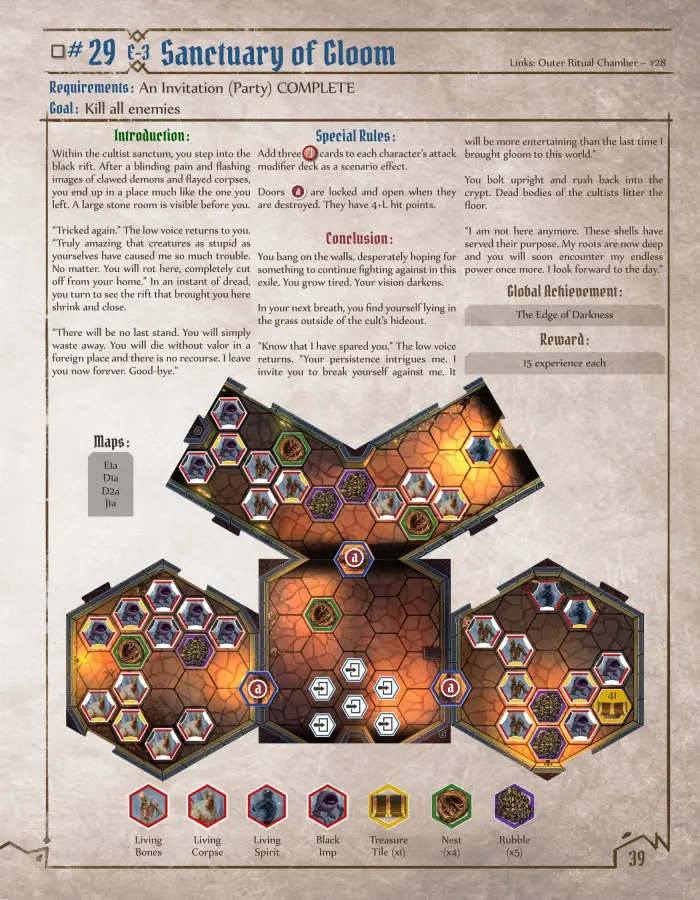 #29 E-3 Sanctuary of Gloom
Links: Outer Ritual Chamber – #28
Requirements: An Invitation (Party) COMPLETE
Goal: Kill all enemies
Introduction:
Within the cultist sanctum, you step into the
black rift. After a blinding pain and flashing
images of clawed demons and flayed corpses,
you end up in a place much like the one you
left. A large stone room is visible before you.
"Tricked again." The low voice returns to you.
"Truly amazing that creatures as stupid as
yourselves have caused me so much trouble.
No matter. You will rot here, completely cut
off from your home." In an instant of dread,
you turn to see the rift that brought you here
shrink and close.
"There will be no last stand. You will simply
waste away. You will die without valor in a
foreign place and there is no recourse. I leave
you now forever. Good-bye."
Special Rules:
Add three -1 cards to each character's attack
modifier deck as a scenario effect.
Doors a are locked and open when they
are destroyed. They have 4+L hit points.
Conclusion:
You bang on the walls, desperately hoping for
something to continue fighting against in this
exile. You grow tired. Your vision darkens.
In your next breath, you find yourself lying in
the grass outside of the cult's hideout.
"Know that I have spared you." The low voice
returns. "Your persistence intrigues me. I
invite you to break yourself against me. It
will be more entertaining than the last time I
brought gloom to this world."
You bolt upright and rush back into the
crypt. Dead bodies of the cultists litter the
floor.
"I am not here anymore. These shells have
served their purpose. My roots are now deep
and you will soon encounter my endless
power once more. I look forward to the day."
Global Achievement:
The Edge of Darkness
Reward:
15 experience each
Maps:
E1a
D1a
D2a
J1a
a
a
a
41
Living
Bones
Living
Corpse
Living
Spirit
Black
Imp
Treasure
Tile (x1)
Nest
(x4)
Rubble
(x5)
39